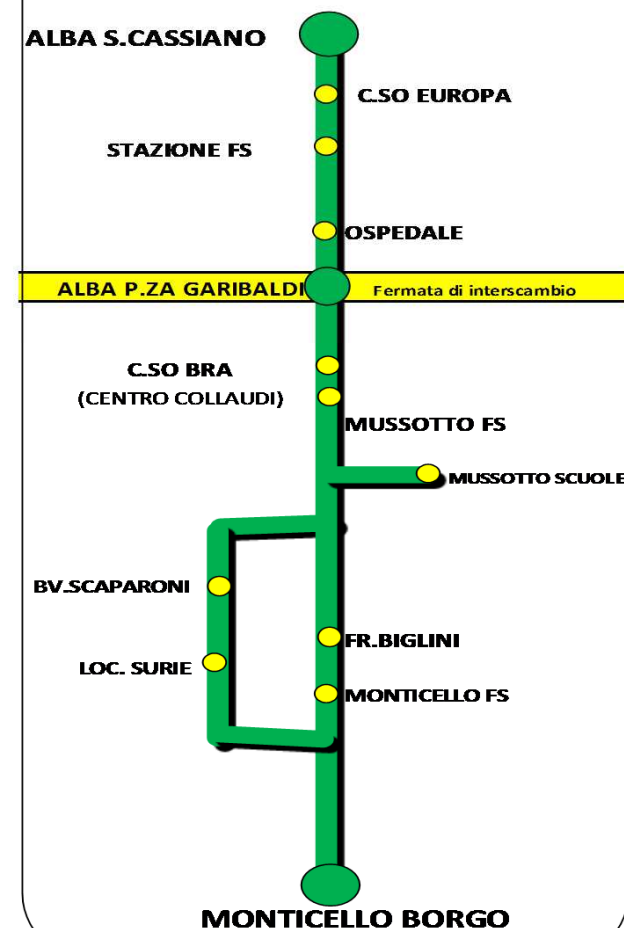 ALBA S.CASSIANO
C.SO EUROPA
STAZIONE FS
OSPEDALE
ALBA P.ZA GARIBALDI
Fermata di interscambio
C.SO BRA
(CENTRO COLLAUDI)
MUSSOTTO FS
MUSSOTTO SCUOLE
BV.SCAPARONI
FR.BIGLINI
LOC. SURIE
MONTICELLO FS
MONTICELLO BORGO